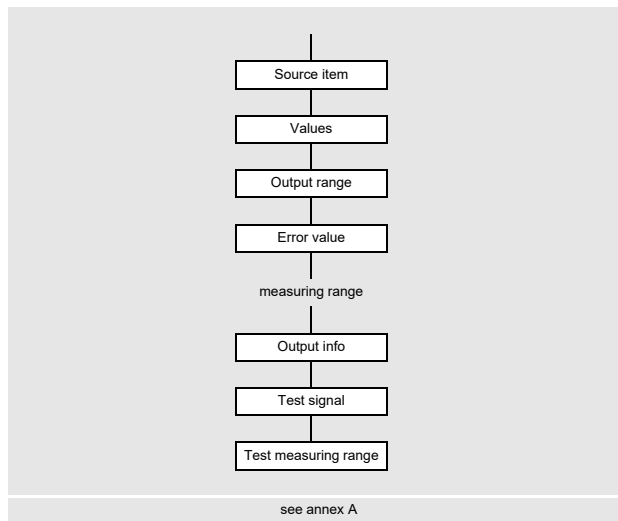 Source item
Values
Output range
Error value
measuring range
Output info
Test signal
Test measuring range
see annex A